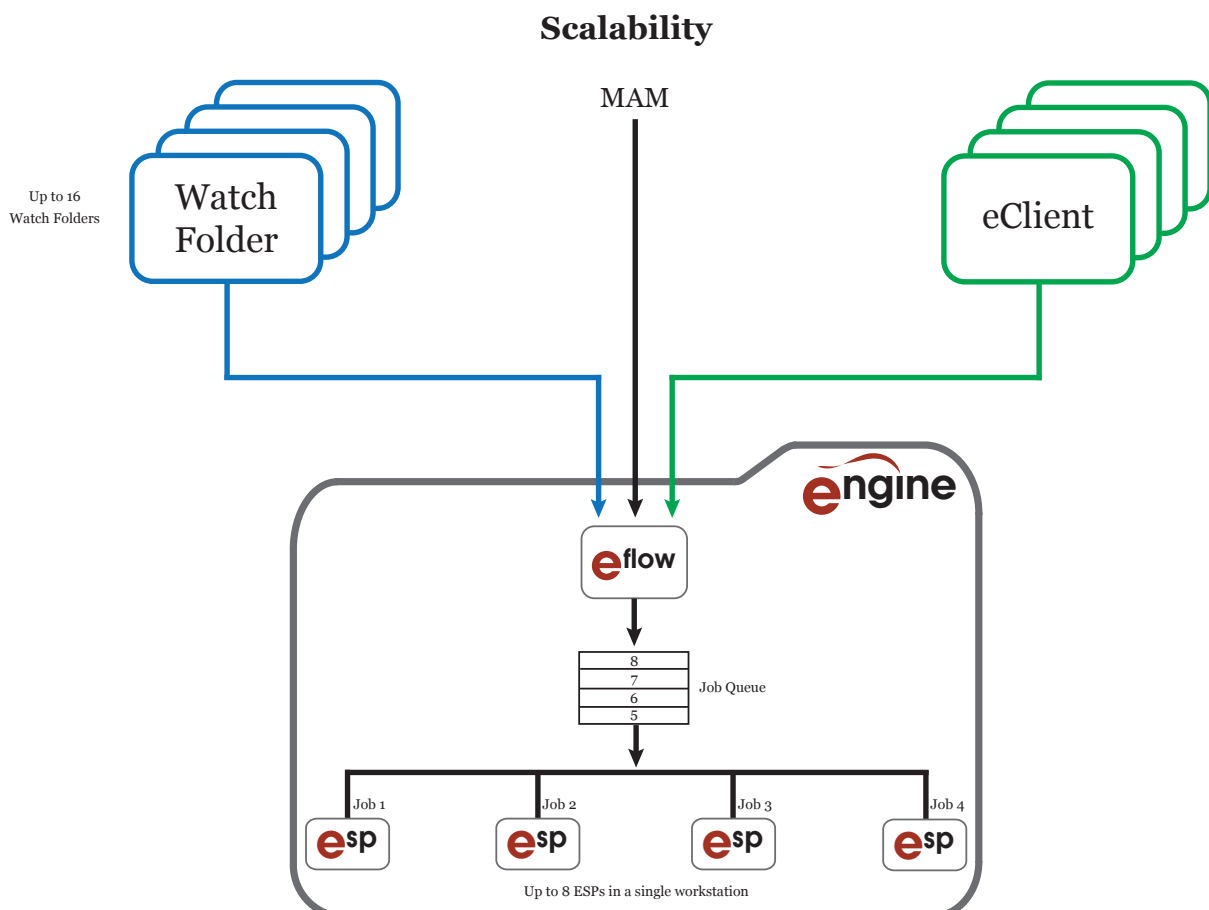 Scalability
MAM
Up to 16
Watch Folders
Watch
Folder
eClient
engine
eflow
8
7
6
5
Job Queue
Job 1
Job 2
Job 3
Job 4
esp
esp
esp
esp
Up to 8 ESPs in a single workstation